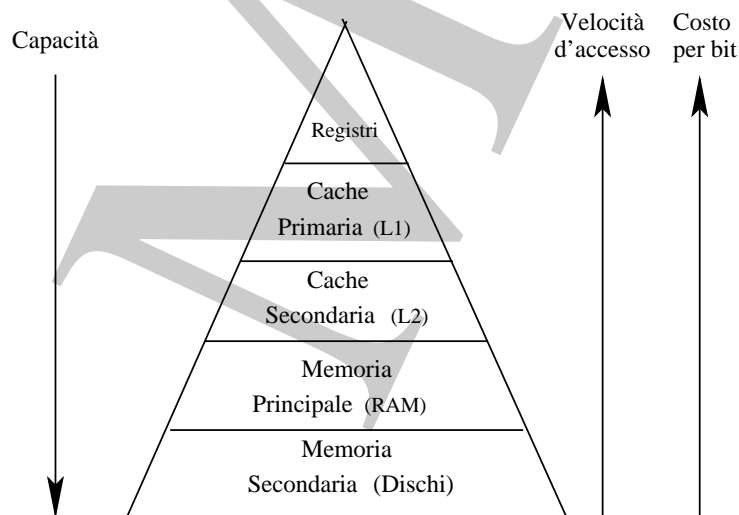 Capacità
Velocità
d'accesso
Costo
per bit
Registri
Cache
Primaria (L1)
Cache
Secondaria (L2)
Memoria
Principale (RAM)
Memoria
Secondaria (Dischi)